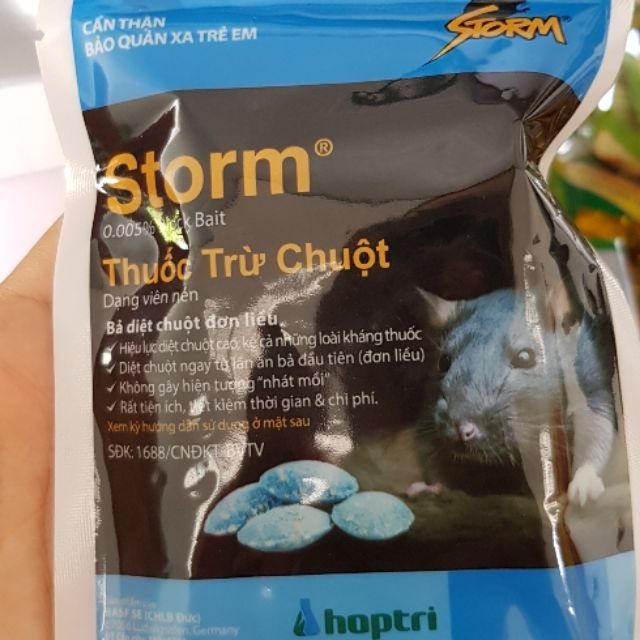 CẨN THẬN
BẢO QUẢN XA TRẺ EM
STORM®
Storm®
0.005% Bait
Thuốc Trừ Chuột
Dạng viên nén
Bả diệt chuột đơn liều
✓ Hiệu lực diệt chuột cao, kể cả những loài kháng thuốc
✓ Diệt chuột ngay từ lần ăn bả đầu tiên (đơn liều)
✓ Không gây hiện tượng "nhát mồi"
✓ Rất tiện ích, tiết kiệm thời gian & chi phí.
Xem kỹ hướng dẫn sử dụng ở mặt sau
SĐK: 1688/CNĐKT BVTV
BASF SE (CHLB Đức)
Germany
hoptri